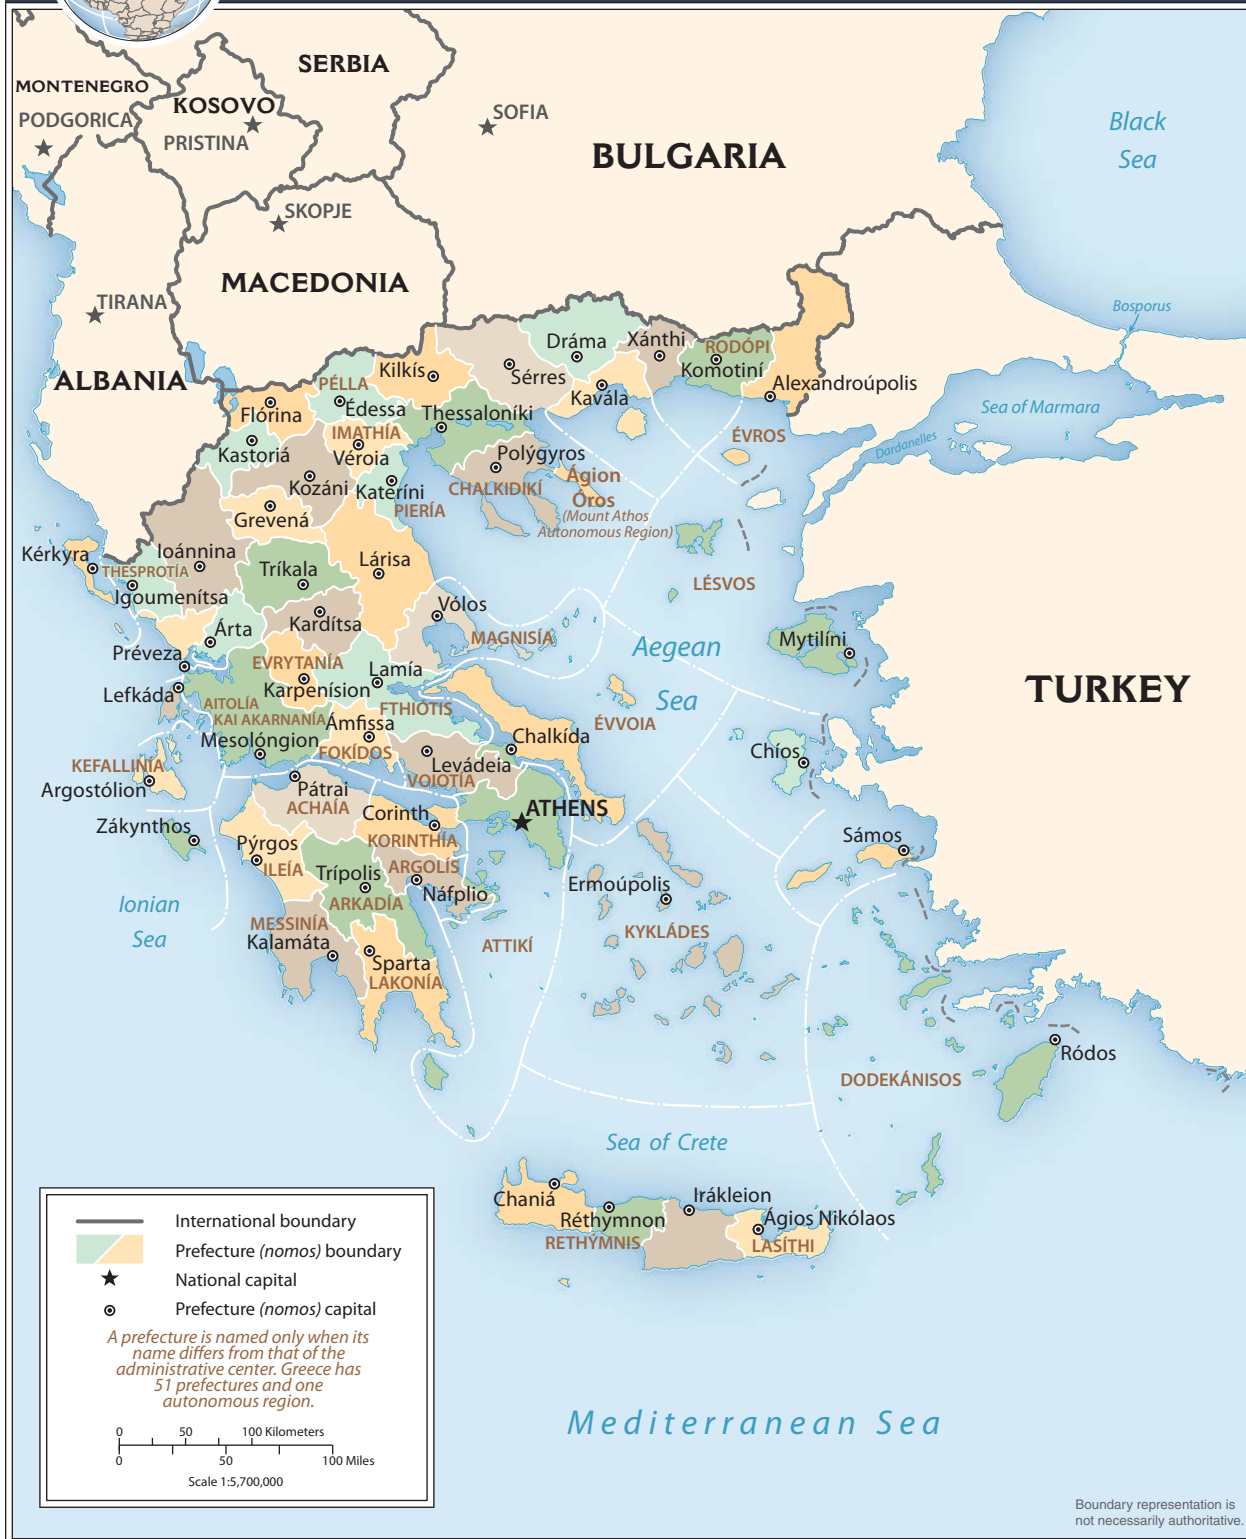 SERBIA
MONTENEGRO
KOSOVO
PODGORICA
PRISTINA
SOFIA
BULGARIA
Black
Sea
SKOPJE
MACEDONIA
TIRANA
Bosporus
ALBANIA
Dráma
Xánthi
RODÓPI
Komotiní
Kilkís
Sérres
PÉLLA
Édessa
Kavála
Alexandroúpolis
Flórina
Thessaloníki
Sea of Marmara
IMATHÍA
Véroia
ÉVROS
Dardanelles
Kastoriá
Polýgyros
Kozáni
Kateríni
CHALKIDIKÍ
Ágion
Óros
(Mount Athos
Autonomous Region)
PIERÍA
Grevená
Kérkyra
Ioánnina
THESPROTÍA
Igoumenítsa
Tríkala
Lárisa
LÉSVOS
Vólos
Kardítsa
MAGNISÍA
Árta
Aegean
Sea
Mytilíni
Préveza
EVRYTANÍA
Lamía
Karpenísion
Lefkáda
AITOLÍA
KAI AKARNANÍA
FTHIÓTIS
TURKEY
ÉVVOIA
Ámfissa
Mesolóngion
FOKÍDOS
Chalkída
Chíos
KEFALLINÍA
Argostólion
Levádeia
VOIOTÍA
Pátrai
ACHAÍA
ATHENS
Corinth
KORINTHÍA
Zákynthos
Pýrgos
ILEÍA
Sámos
Trípolis
ARGOLÍS
Náfplio
ARKADÍA
Ermoúpolis
Ionian
Sea
MESSINÍA
Kalamáta
KYKLÁDES
ATTIKÍ
Sparta
LAKONÍA
Ródos
DODEKÁNISOS
Sea of Crete
Chaniá
Irákleion
Réthymnon
Ágios Nikólaos
RETHÝMNIS
LASÍTHI
International boundary
Prefecture (nomos) boundary
National capital
Prefecture (nomos) capital
A prefecture is named only when its
name differs from that of the
administrative center. Greece has
51 prefectures and one
autonomous region.
0 50 100 Kilometers
0 50 100 Miles
Scale 1:5,700,000
Mediterranean Sea
Boundary representation is
not necessarily authoritative.